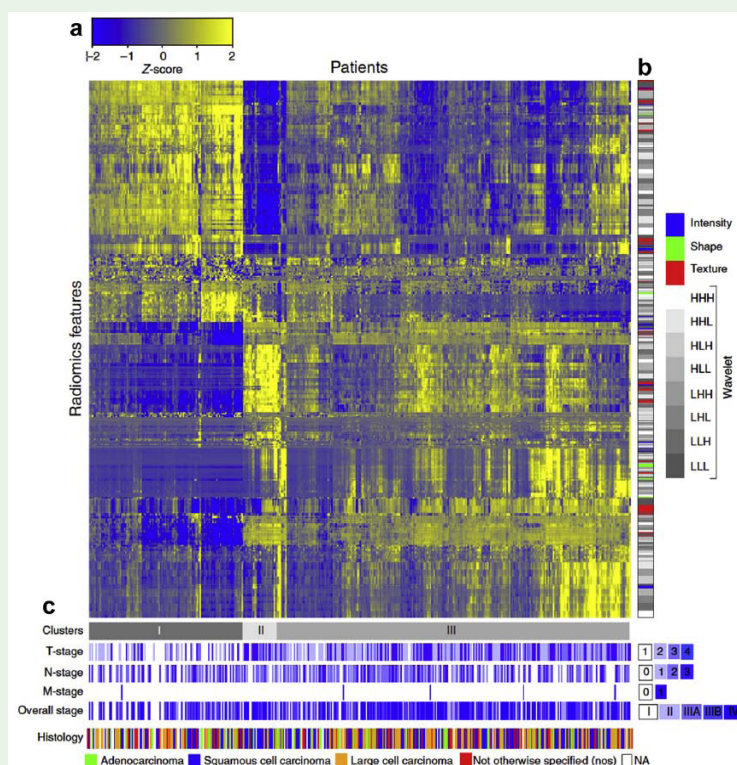 a
-2 -1 0 1 2
Z-score
Patients
b
Radiomics features
Intensity
Shape
Texture
HHH
HHL
HLH
HLL
LHH
LHL
LLH
LLL
Wavelet
c
Clusters I II III
T-stage 1 2 3 4
N-stage 0 1 2 3
M-stage 0 1
Overall stage I II IIIA IIIB
Histology
Adenocarcinoma Squamous cell carcinoma Large cell carcinoma Not otherwise specified (nos) NA